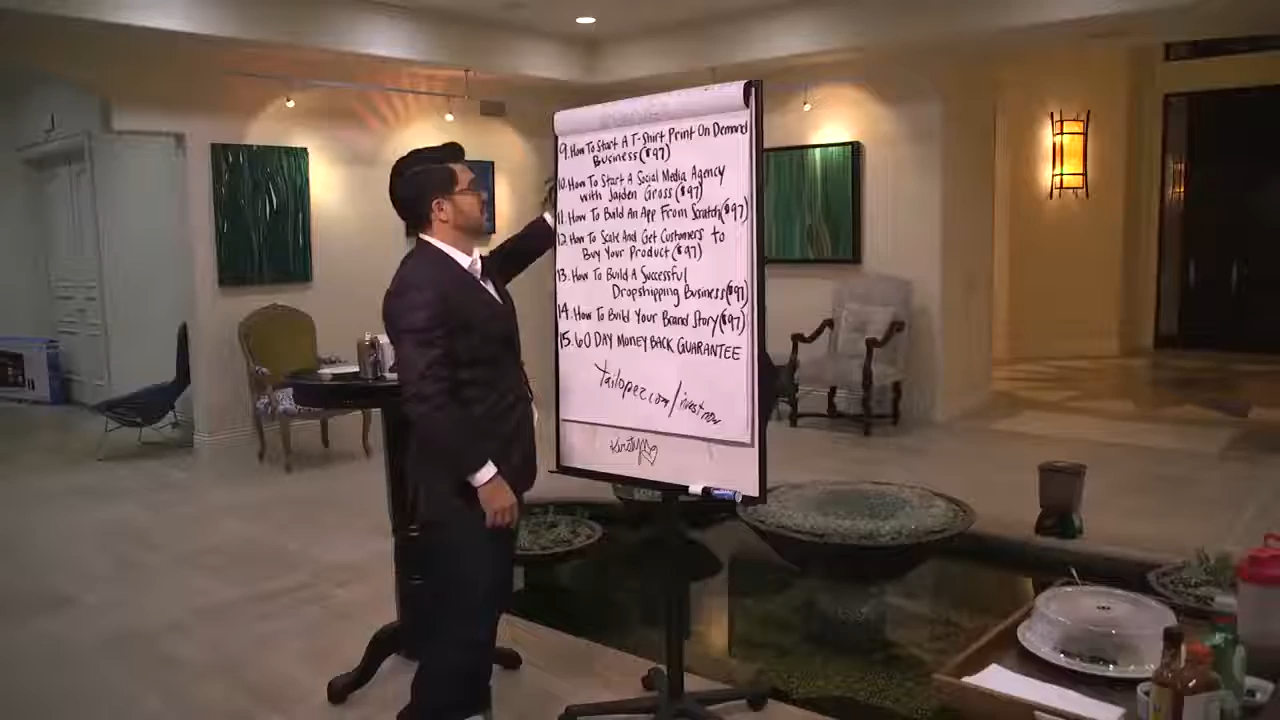 9. How To Start A T-Shirt Print On Demand
Business ($97)
10. How To Start A Social Media Agency
with Jaiden Gross ($97)
11. How To Build An App From Scratch ($97)
12. How To Scale And Get Customers to
Buy Your Product ($97)
13. How To Build A Successful
Dropshipping Business ($97)
14. How To Build Your Brand Story ($97)
15. 60 DAY MONEY BACK GUARANTEE
tailopez.com/investnow